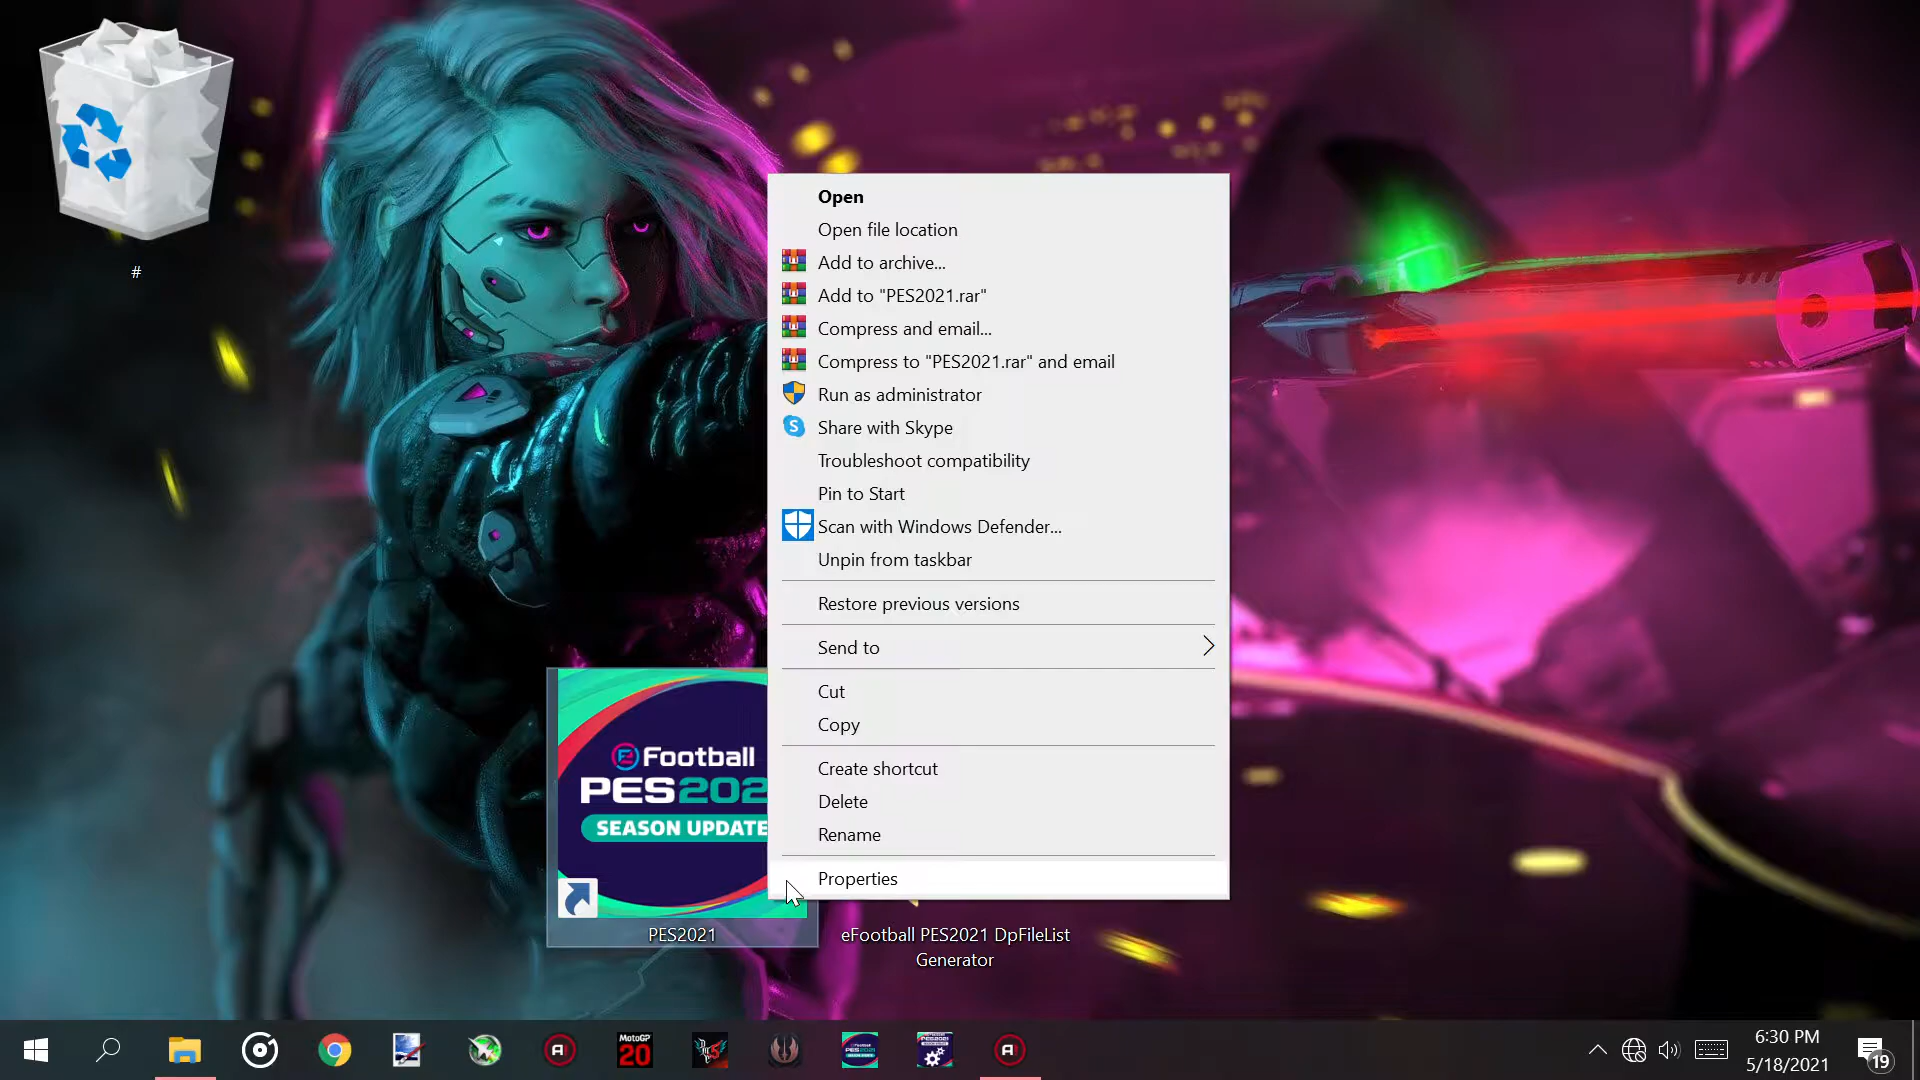 #
Open
Open file location
Add to archive...
Add to "PES2021.rar"
Compress and email...
Compress to "PES2021.rar" and email
Run as administrator
S
Share with Skype
Troubleshoot compatibility
Pin to Start
Scan with Windows Defender...
Unpin from taskbar
Restore previous versions
Send to
Cut
Copy
Create shortcut
Delete
Rename
Properties
eFootball
PES202
SEASON UPDATE
PES2021
eFootball PES2021 DpFileList
Generator
MotoGP
20
6:30 PM
5/18/2021
19